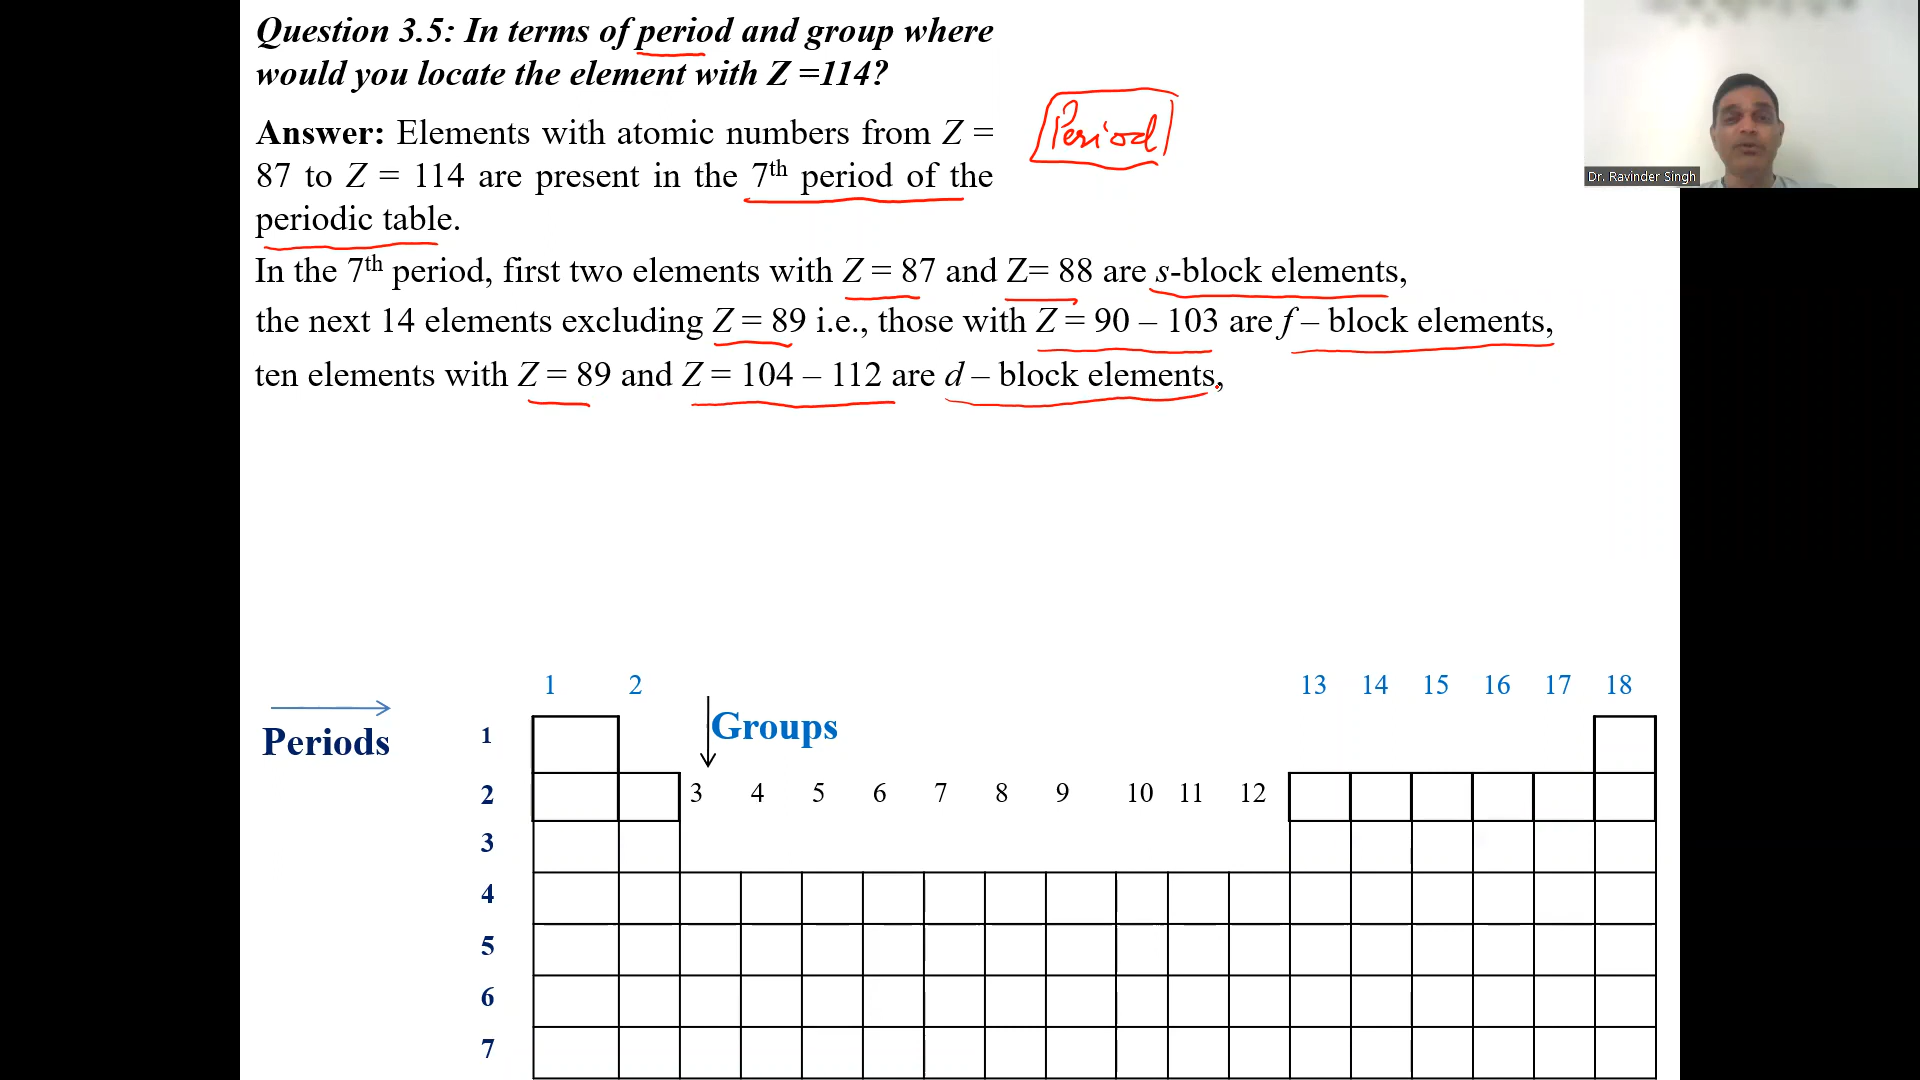 Question 3.5: In terms of period and group where
would you locate the element with Z =114?
Answer: Elements with atomic numbers from Z =
87 to Z = 114 are present in the 7th period of the
periodic table.
Period
Dr. Ravinder Singh
In the 7th period, first two elements with Z = 87 and Z= 88 are s-block elements,
the next 14 elements excluding Z = 89 i.e., those with Z = 90 – 103 are f – block elements,
ten elements with Z = 89 and Z = 104 – 112 are d – block elements,
1 2 13 14 15 16 17 18
Periods
Groups
1
2 3 4 5 6 7 8 9 10 11 12
3
4
5
6
7